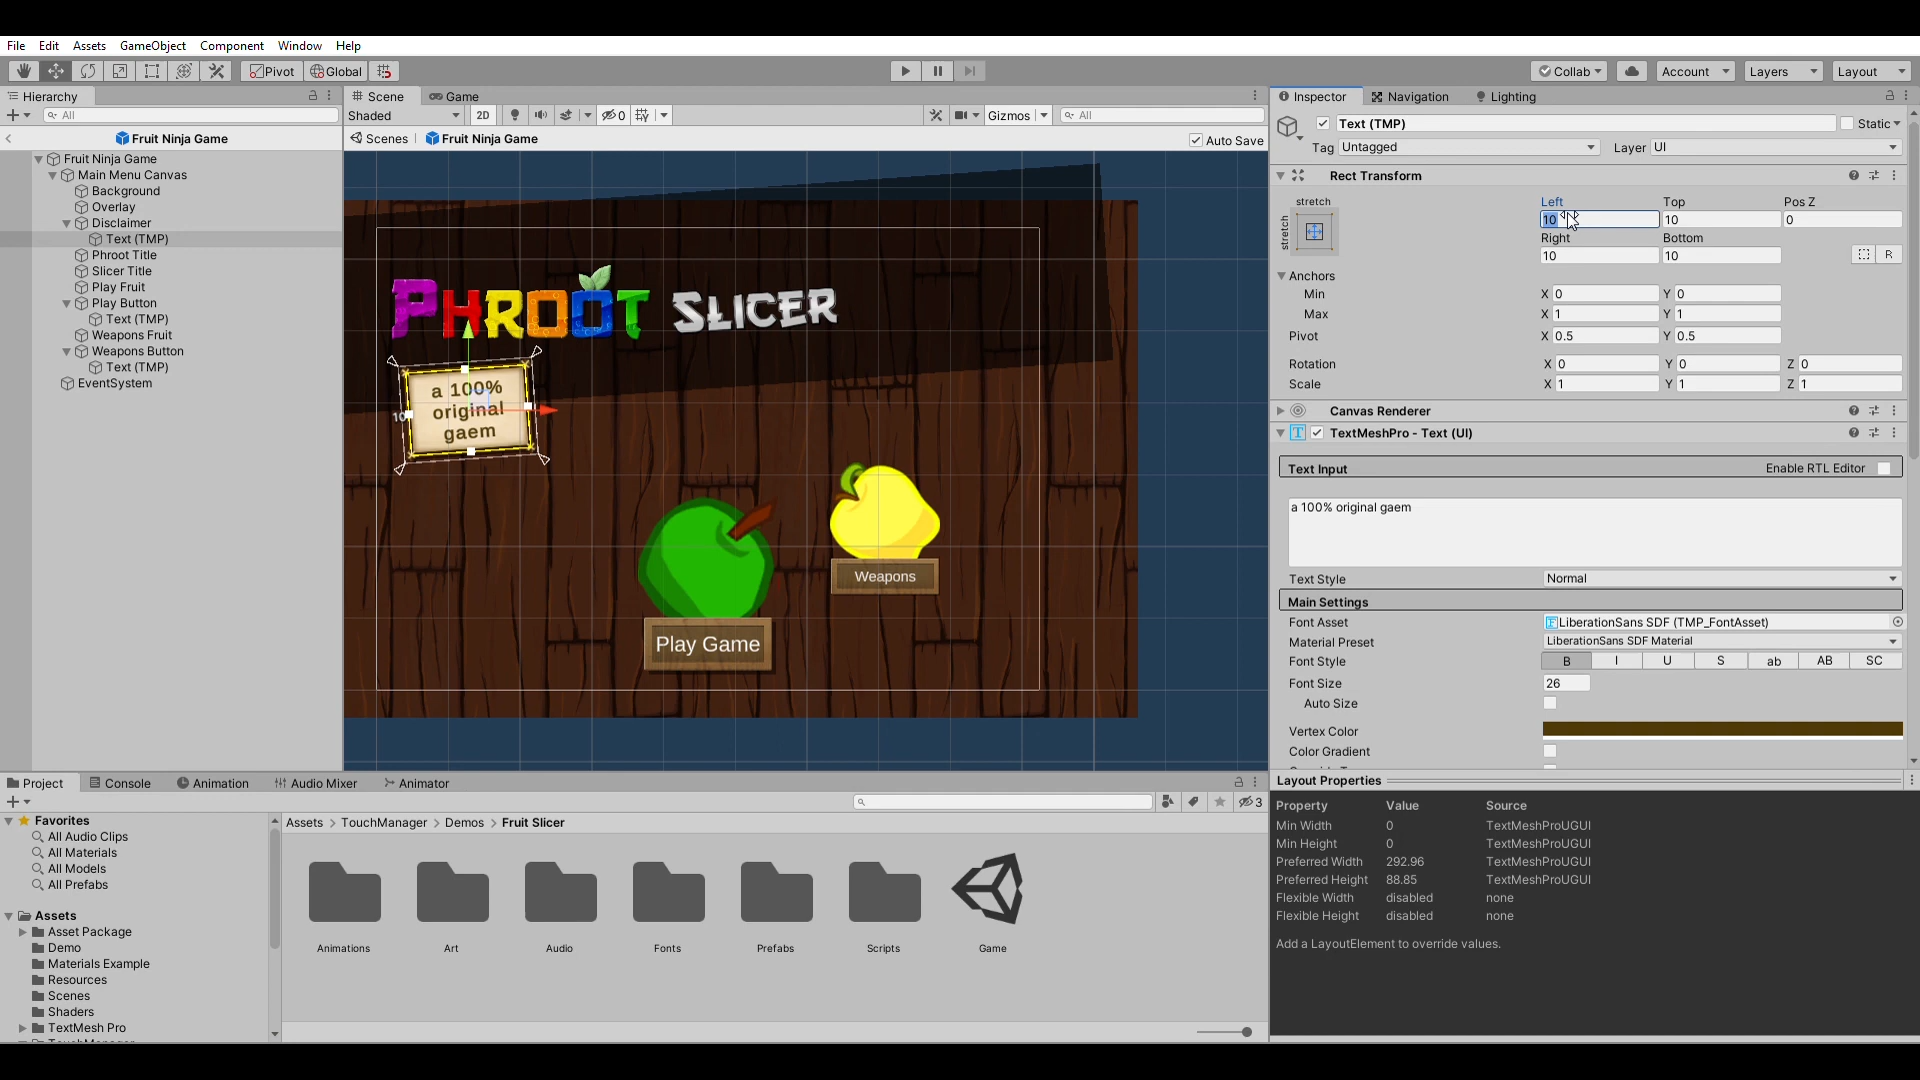 File Edit Assets GameObject Component Window Help
Pivot Global Collab Account Layers Layout
Hierarchy
All
Fruit Ninja Game
Fruit Ninja Game
Main Menu Canvas
Background
Overlay
Disclaimer
Text (TMP)
Phroot Title
Slicer Title
Play Fruit
Play Button
Text (TMP)
Weapons Fruit
Weapons Button
Text (TMP)
EventSystem
Scene Game
Shaded 2D 0 Gizmos All
Scenes Fruit Ninja Game Auto Save
PHROOT SLICER
10
a 100%
original
gaem
Weapons
Play Game
Inspector Navigation Lighting
Text (TMP) Static
Tag Untagged Layer UI
Rect Transform
stretch Left Top Pos Z
stretch 10 10 0
Right Bottom
10 10 R
Anchors
Min X 0 Y 0
Max X 1 Y 1
Pivot X 0.5 Y 0.5
Rotation X 0 Y 0 Z 0
Scale X 1 Y 1 Z 1
Canvas Renderer
TextMeshPro - Text (UI)
Text Input Enable RTL Editor
a 100% original gaem
Text Style Normal
Main Settings
Font Asset LiberationSans SDF (TMP_FontAsset)
Material Preset LiberationSans SDF Material
Font Style B I U S ab AB SC
Font Size 26
Auto Size
Vertex Color
Color Gradient
Layout Properties
Property Value Source
Min Width 0 TextMeshProUGUI
Min Height 0 TextMeshProUGUI
Preferred Width 292.96 TextMeshProUGUI
Preferred Height 88.85 TextMeshProUGUI
Flexible Width disabled none
Flexible Height disabled none
Add a LayoutElement to override values.
Project Console Animation Audio Mixer Animator
3
Favorites
All Audio Clips
All Materials
All Models
All Prefabs
Assets
Asset Package
Demo
Materials Example
Resources
Scenes
Shaders
TextMesh Pro
Assets > TouchManager > Demos > Fruit Slicer
Animations Art Audio Fonts Prefabs Scripts Game